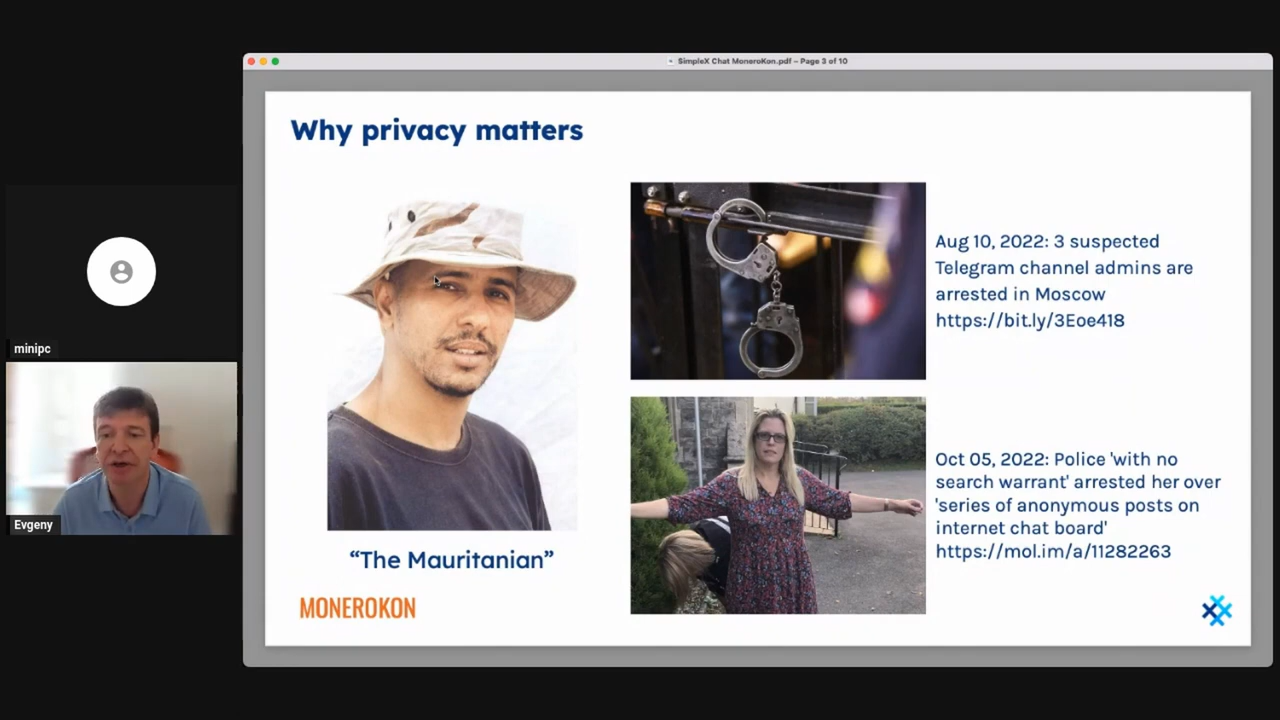 SimpleX Chat MoneroKon.pdf – Page 3 of 10
Why privacy matters
Aug 10, 2022: 3 suspected
Telegram channel admins are
arrested in Moscow
https://bit.ly/3Eoe418
minipc
Evgeny
Oct 05, 2022: Police 'with no
search warrant' arrested her over
'series of anonymous posts on
internet chat board'
https://mol.im/a/11282263
“The Mauritanian”
MONEROKON